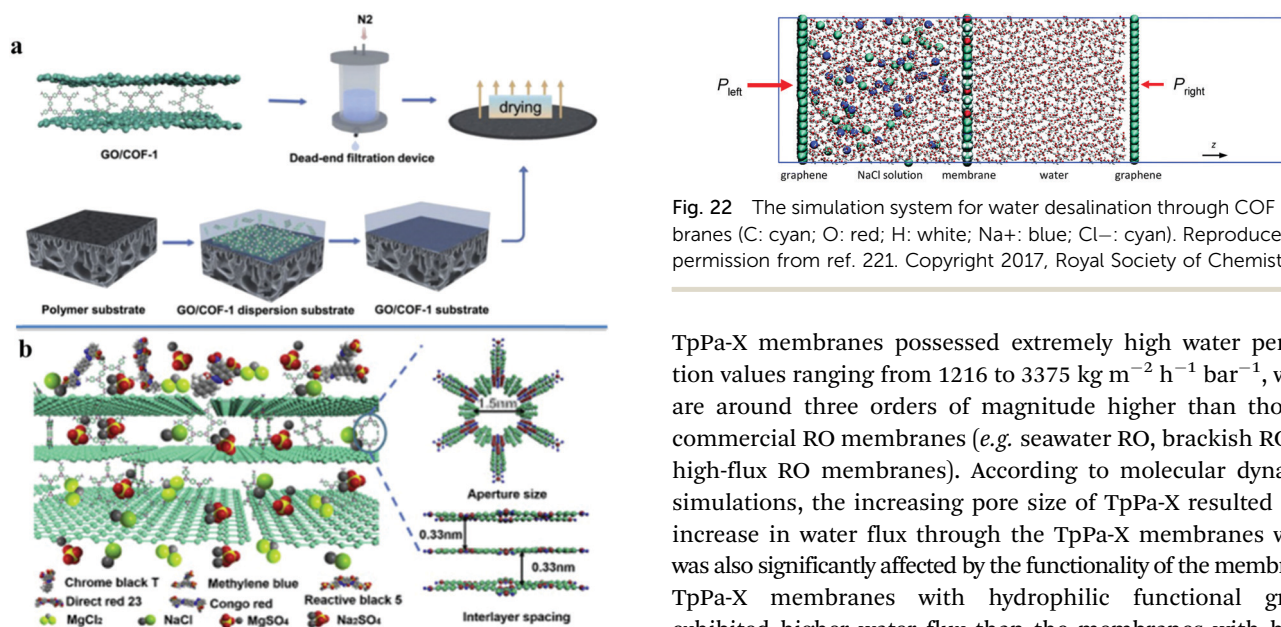 a
N2
GO/COF-1
Dead-end filtration device
drying
Polymer substrate
GO/COF-1 dispersion substrate
GO/COF-1 substrate
b
1.5nm
Aperture size
0.33nm
0.33nm
Interlayer spacing
Chrome black T
Methylene blue
Direct red 23
Congo red
Reactive black 5
MgCl₂
NaCl
MgSO₄
Na₂SO₄
P left
P right
z
graphene
NaCl solution
membrane
water
graphene
Fig. 22 The simulation system for water desalination through COF
branes (C: cyan; O: red; H: white; Na+: blue; Cl−: cyan). Reproduce
permission from ref. 221. Copyright 2017, Royal Society of Chemist
TpPa-X membranes possessed extremely high water per
tion values ranging from 1216 to 3375 kg m⁻² h⁻¹ bar⁻¹, w
are around three orders of magnitude higher than tho
commercial RO membranes (e.g. seawater RO, brackish RO
high-flux RO membranes). According to molecular dyna
simulations, the increasing pore size of TpPa-X resulted
increase in water flux through the TpPa-X membranes w
was also significantly affected by the functionality of the memb
TpPa-X membranes with hydrophilic functional gr